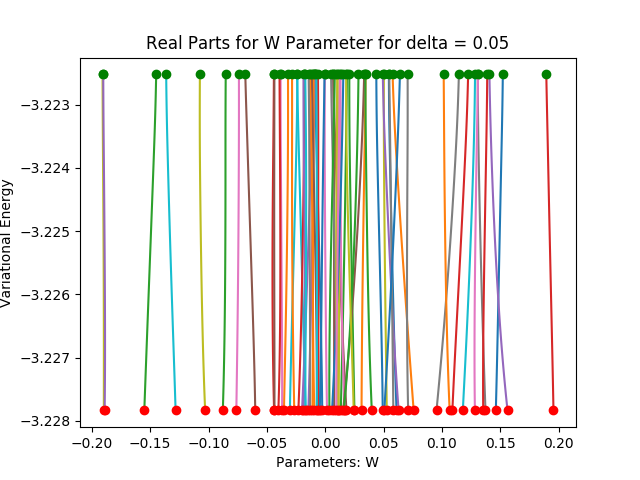 Real Parts for W Parameter for delta = 0.05
Variational Energy
−3.223
−3.224
−3.225
−3.226
−3.227
−3.228
−0.20 −0.15 −0.10 −0.05 0.00 0.05 0.10 0.15 0.20
Parameters: W